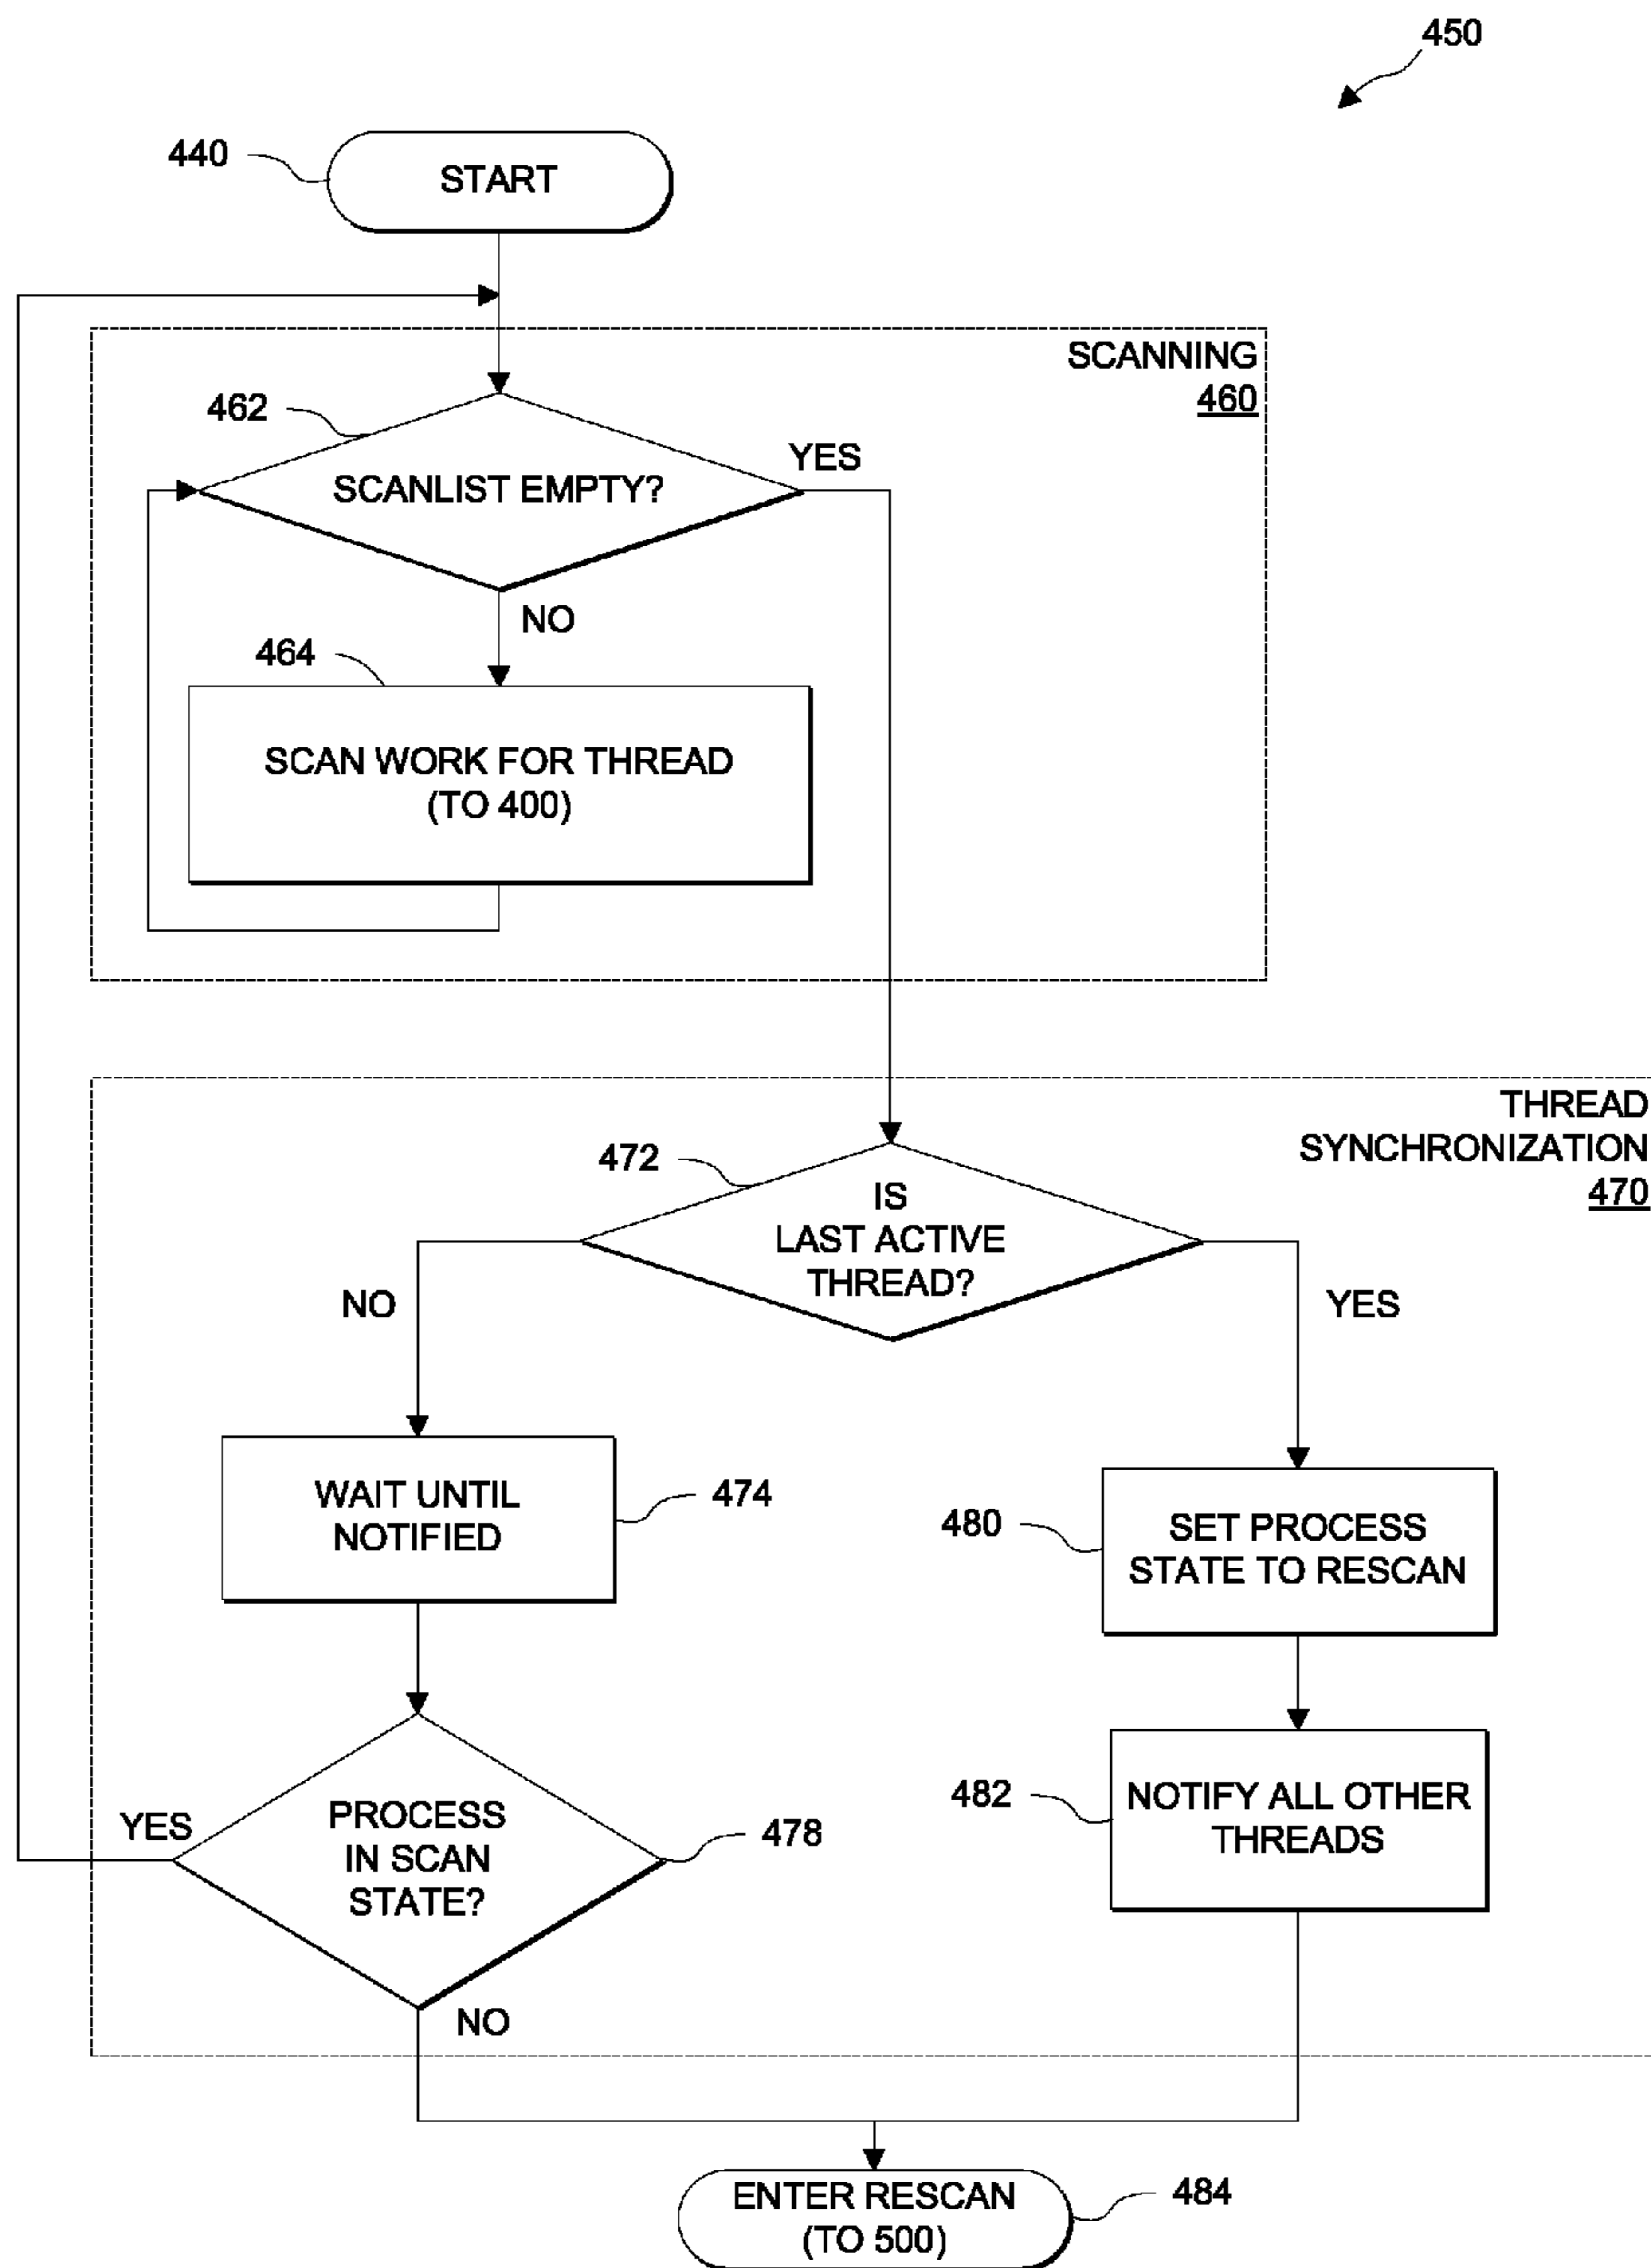 450
440
START
SCANNING
460
462
YES
SCANLIST EMPTY?
NO
464
SCAN WORK FOR THREAD
(TO 400)
THREAD
SYNCHRONIZATION
470
472
IS
LAST ACTIVE
THREAD?
NO
YES
WAIT UNTIL
NOTIFIED
474
480
SET PROCESS
STATE TO RESCAN
YES
PROCESS
IN SCAN
STATE?
478
482
NOTIFY ALL OTHER
THREADS
NO
ENTER RESCAN
(TO 500)
484